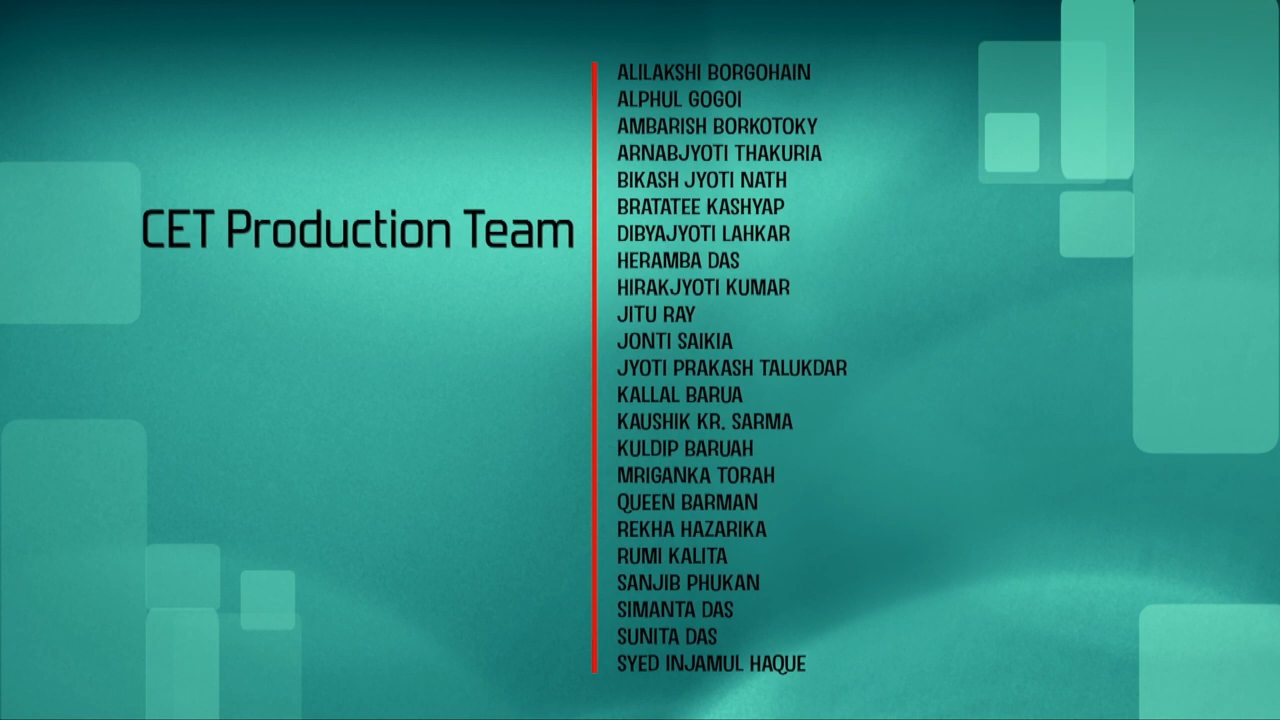 CET Production Team
ALILAKSHI BORGOHAIN
ALPHUL GOGOI
AMBARISH BORKOTOKY
ARNABJYOTI THAKURIA
BIKASH JYOTI NATH
BRATATEE KASHYAP
DIBYAJYOTI LAHKAR
HERAMBA DAS
HIRAKJYOTI KUMAR
JITU RAY
JONTI SAIKIA
JYOTI PRAKASH TALUKDAR
KALLAL BARUA
KAUSHIK KR. SARMA
KULDIP BARUAH
MRIGANKA TORAH
QUEEN BARMAN
REKHA HAZARIKA
RUMI KALITA
SANJIB PHUKAN
SIMANTA DAS
SUNITA DAS
SYED INJAMUL HAQUE